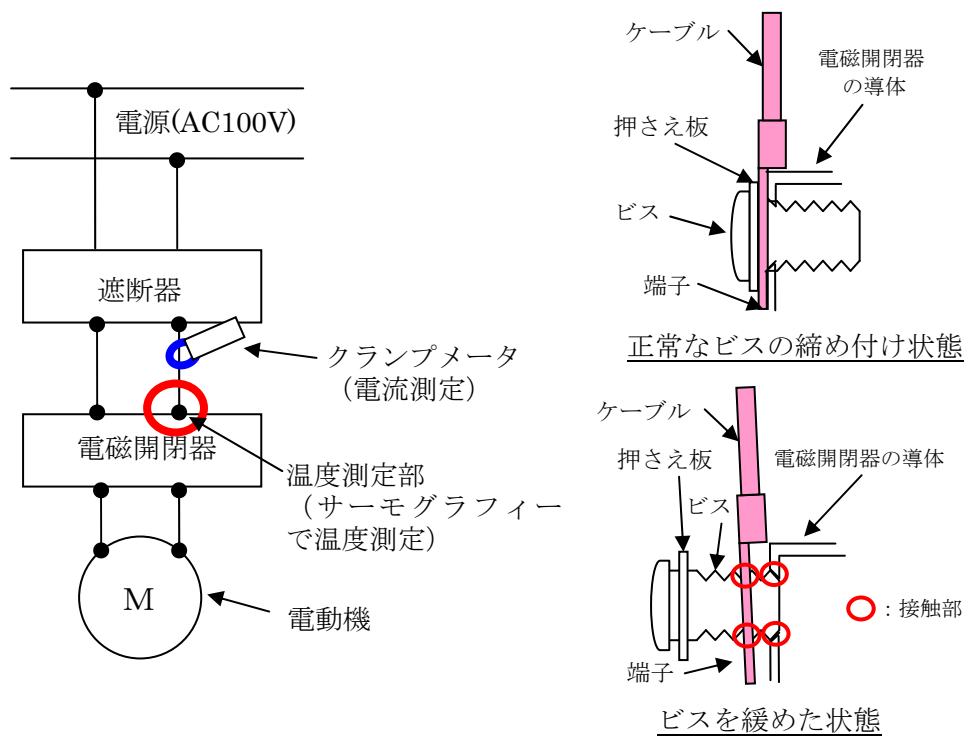 電源(AC100V)
遮断器
クランプメータ
（電流測定）
電磁開閉器
温度測定部
（サーモグラフィー
で温度測定）
M
電動機
ケーブル
電磁開閉器
の導体
押さえ板
ビス
端子
正常なビスの締め付け状態
ケーブル
電磁開閉器の導体
押さえ板
ビス
：接触部
端子
ビスを緩めた状態